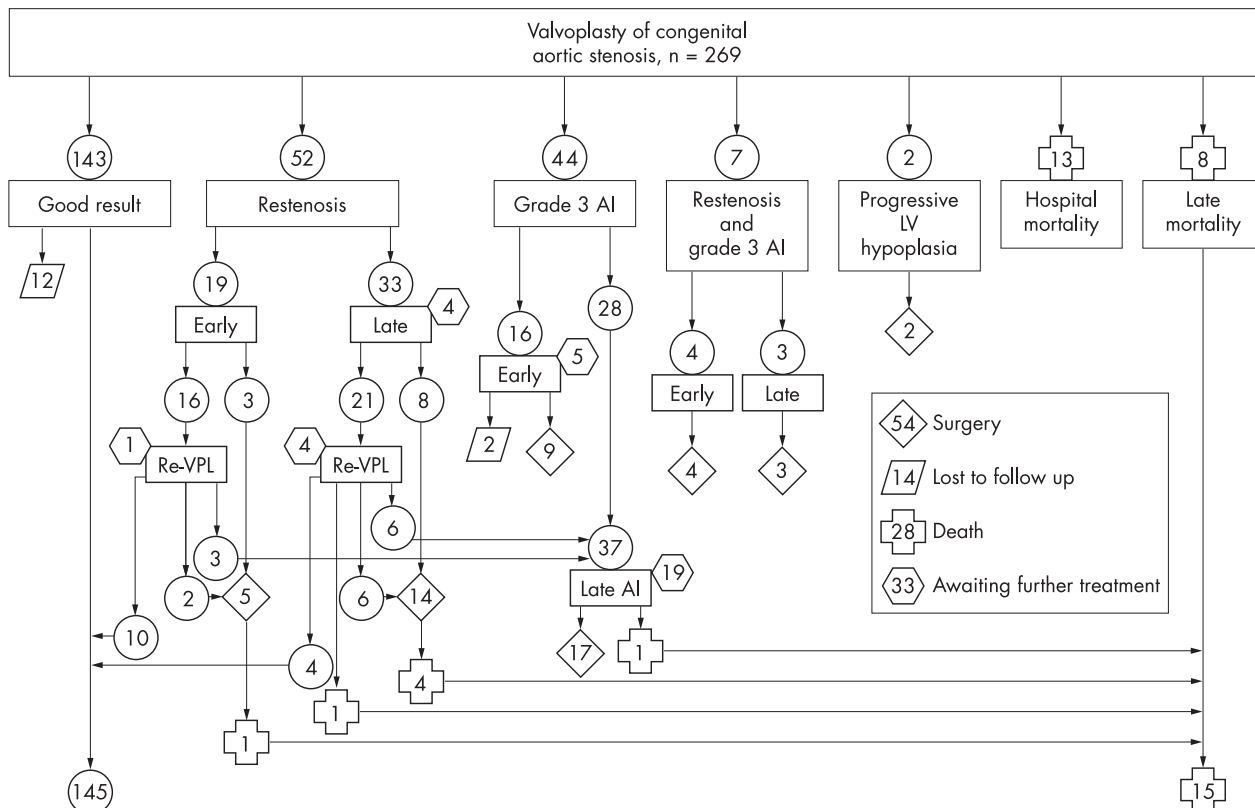 Valvoplasty of congenital
aortic stenosis, n = 269
143
52
44
7
2
13
8
Good result
Restenosis
Grade 3 AI
Restenosis
and
grade 3 AI
Progressive
LV
hypoplasia
Hospital
mortality
Late
mortality
12
19
33
4
Early
Late
28
16
5
Early
2
4
3
Early
Late
16
3
21
8
2
9
4
3
1
Re-VPL
4
Re-VPL
54 Surgery
14 Lost to follow up
28 Death
33 Awaiting further treatment
6
3
37
19
Late AI
2
5
6
14
10
4
17
1
4
1
1
145
15